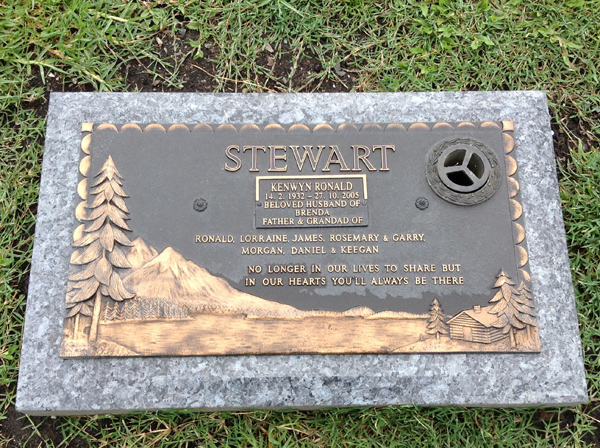 STEWART
KENWYN RONALD
14. 2. 1932 - 27. 10. 2005
BELOVED HUSBAND OF
BRENDA
FATHER & GRANDAD OF
RONALD, LORRAINE, JAMES, ROSEMARY & GARRY,
MORGAN, DANIEL & KEEGAN
NO LONGER IN OUR LIVES TO SHARE BUT
IN OUR HEARTS YOU'LL ALWAYS BE THERE